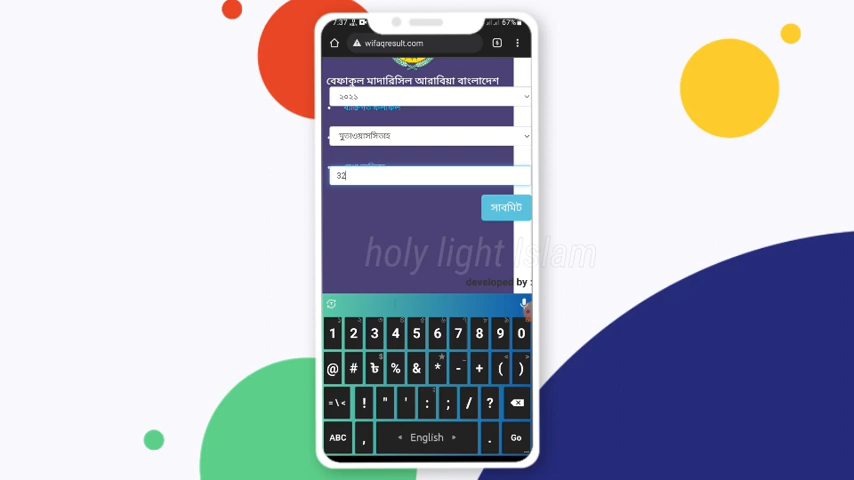 7:37
57%
wifaqresult.com
বেফাকুল মাদারিসিল আরাবিয়া বাংলাদেশ
২০২১
মুতাওয়াসসিতাহ
32
সাবমিট
holy light Islam
developed by :
1 2 3 4 5 6 7 8 9 0
@ # ৳ % & * - + ( )
= \ < ! " ' : ; / ?
ABC , English . Go